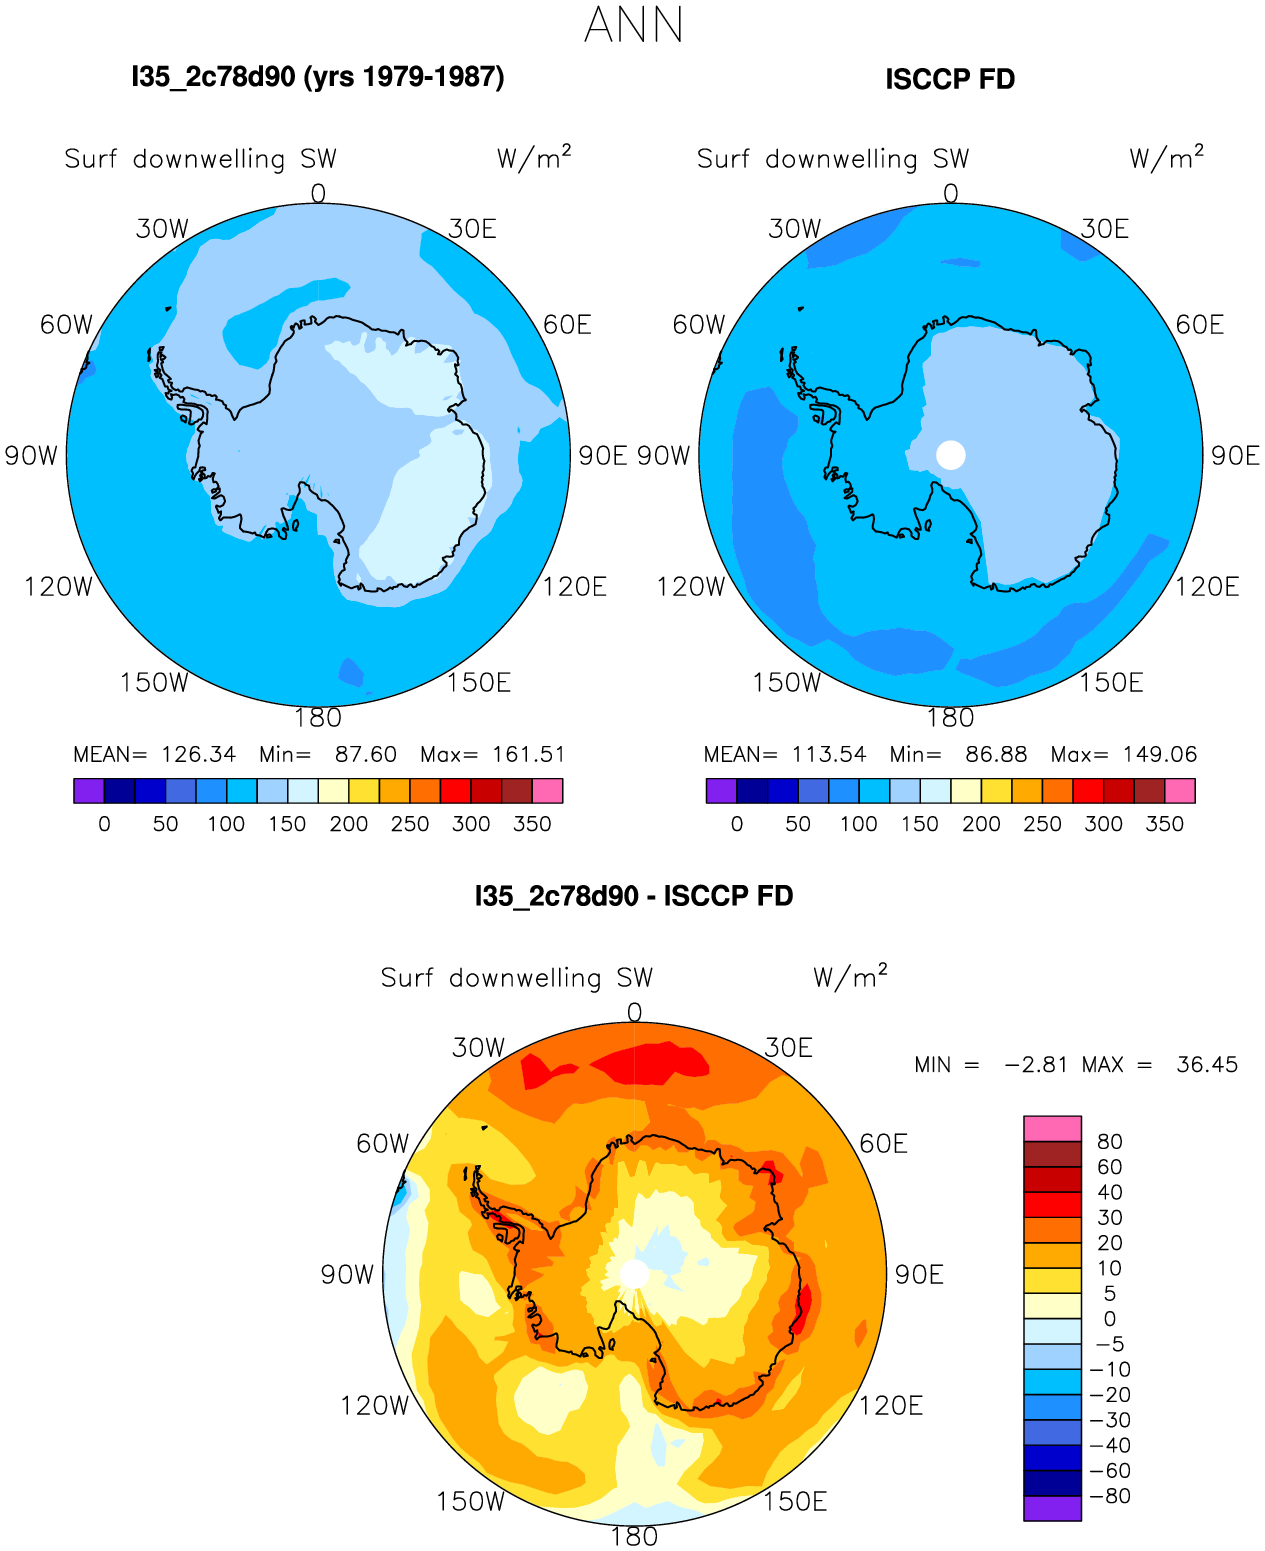 ANN
I35_2c78d90 (yrs 1979-1987)
ISCCP FD
Surf downwelling SW W/m²
Surf downwelling SW W/m²
0
0
30W 30E
30W 30E
60W 60E
60W 60E
90W 90E
90W 90E
120W 120E
120W 120E
150W 150E
150W 150E
180
180
MEAN= 126.34 Min= 87.60 Max= 161.51
MEAN= 113.54 Min= 86.88 Max= 149.06
0 50 100 150 200 250 300 350
0 50 100 150 200 250 300 350
I35_2c78d90 - ISCCP FD
Surf downwelling SW W/m²
0
30W 30E
MIN = −2.81 MAX = 36.45
60W 60E
90W 90E
120W 120E
150W 150E
180
80
60
40
30
20
10
5
0
−5
−10
−20
−30
−40
−60
−80